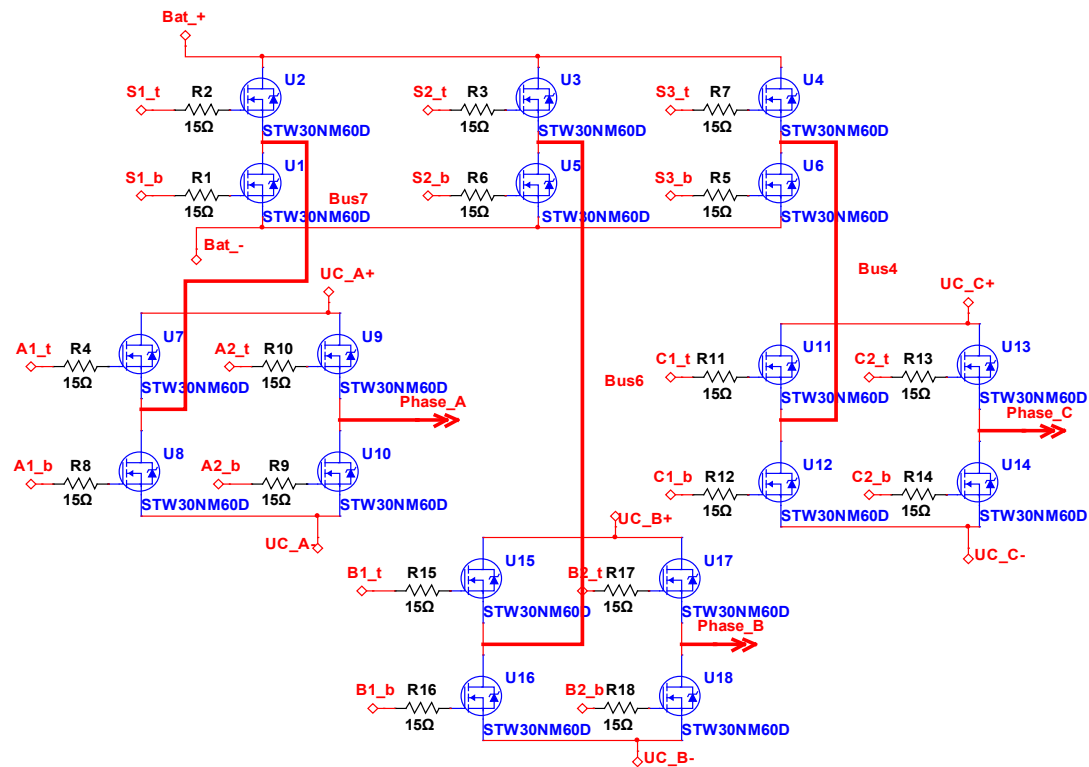 Bat_+
U2
U3
U4
S1_t
R2
S2_t
R3
S3_t
R7
15Ω
15Ω
15Ω
STW30NM60D
STW30NM60D
STW30NM60D
U1
U5
U6
S1_b
R1
S2_b
R6
S3_b
R5
15Ω
15Ω
15Ω
Bus7
STW30NM60D
STW30NM60D
STW30NM60D
Bat_-
UC_A+
Bus4
UC_C+
U7
U9
U11
U13
A1_t
R4
A2_t
R10
C1_t
R11
C2_t
R13
15Ω
15Ω
15Ω
15Ω
Bus6
STW30NM60D
STW30NM60D
STW30NM60D
STW30NM60D
Phase_A
Phase_C
U8
U10
U12
U14
A1_b
R8
A2_b
R9
C1_b
R12
C2_b
R14
15Ω
15Ω
15Ω
15Ω
STW30NM60D
STW30NM60D
STW30NM60D
STW30NM60D
UC_A-
UC_B+
UC_C-
U15
U17
B1_t
R15
B2_t
R17
15Ω
15Ω
STW30NM60D
STW30NM60D
Phase_B
U16
U18
B1_b
R16
B2_b
R18
15Ω
15Ω
STW30NM60D
STW30NM60D
UC_B-